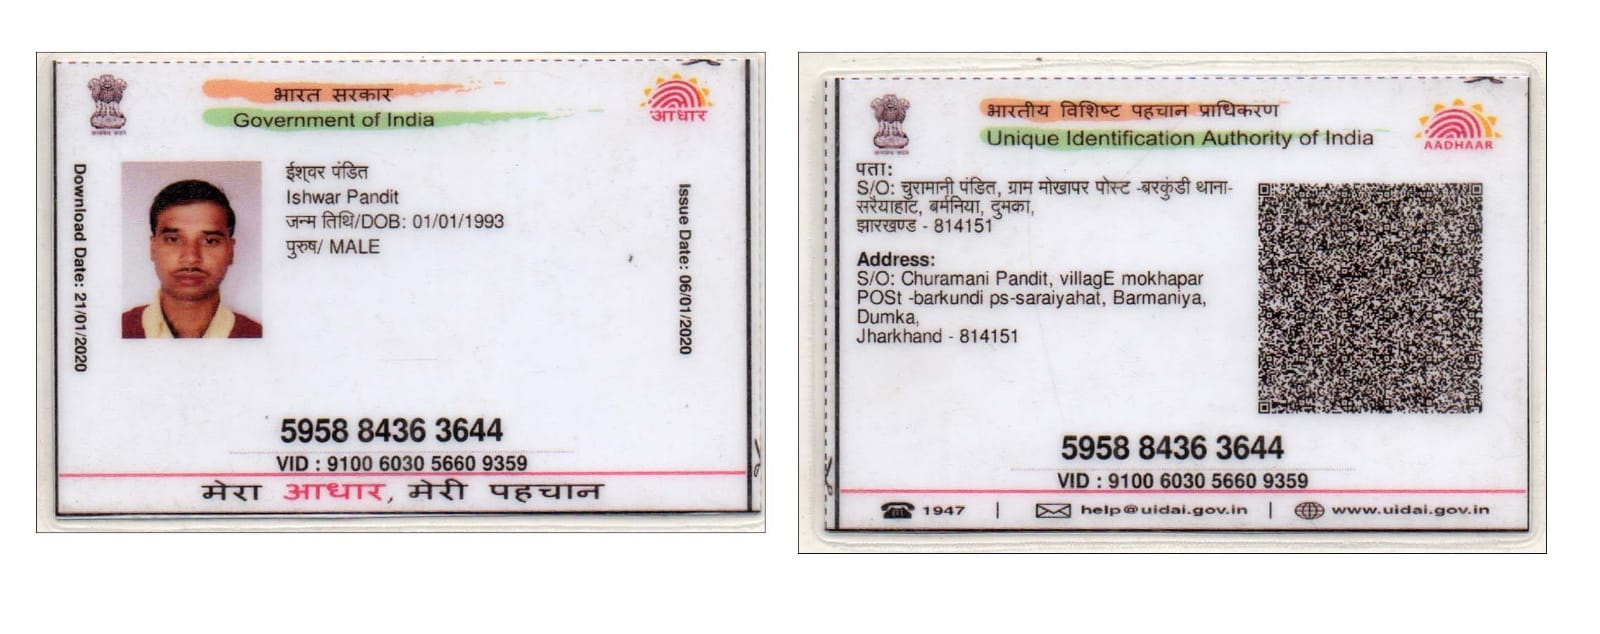 भारत सरकार
Government of India
आधार
Download Date: 21/01/2020
ईश्वर पंडित
Ishwar Pandit
जन्म तिथि/DOB: 01/01/1993
पुरुष/ MALE
Issue Date: 06/01/2020
5958 8436 3644
VID : 9100 6030 5660 9359
मेरा आधार, मेरी पहचान
भारतीय विशिष्ट पहचान प्राधिकरण
Unique Identification Authority of India
AADHAAR
पता:
S/O: चुरामानी पंडित, ग्राम मोखापर पोस्ट -बरकुंडी थाना-
सरैयाहाट, बर्मनिया, दुमका,
झारखण्ड - 814151
Address:
S/O: Churamani Pandit, villagE mokhapar
POSt -barkundi ps-saraiyahat, Barmaniya,
Dumka,
Jharkhand - 814151
5958 8436 3644
VID : 9100 6030 5660 9359
1947 | help@uidai.gov.in | www.uidai.gov.in